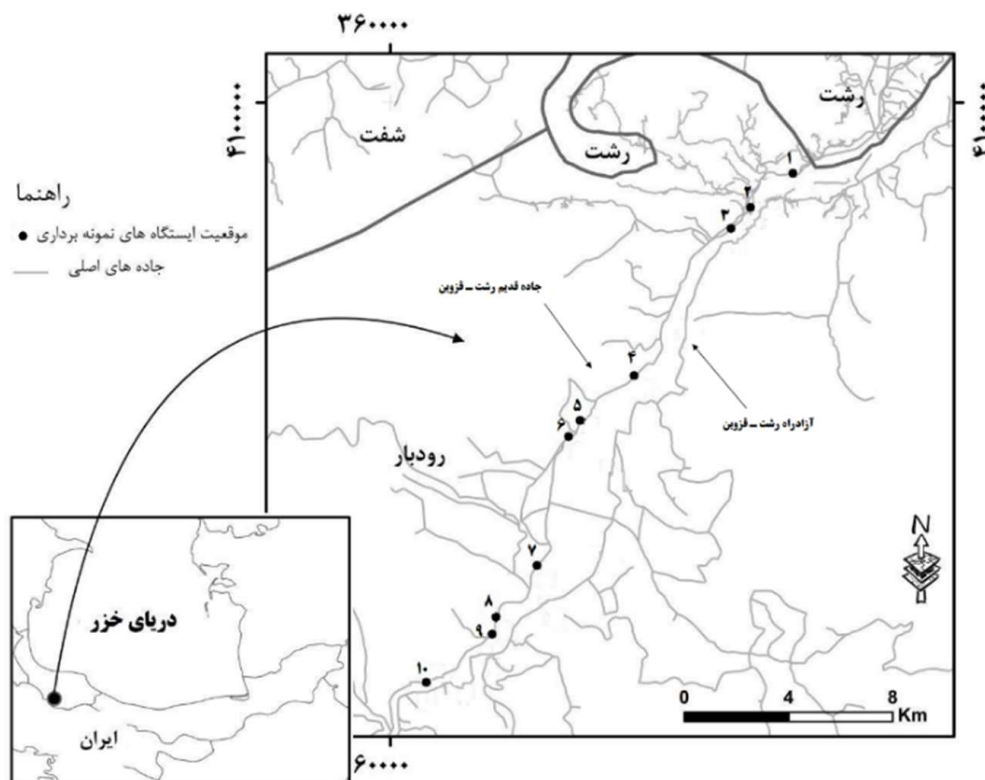 ۳۶۰۰۰۰
۴۱۰۰۰۰۰
۴۱۰۰۰۰۰
رشت
شفت
رشت
۱
۲
۳
راهنما
موقعیت ایستگاه های نمونه برداری
جاده های اصلی
جاده قدیم رشت – قزوین
۴
آزادراه رشت – قزوین
۵
۶
رودبار
۷
N
۸
۹
۱۰
دریای خزر
ایران
0 4 8
Km
۶۰۰۰۰